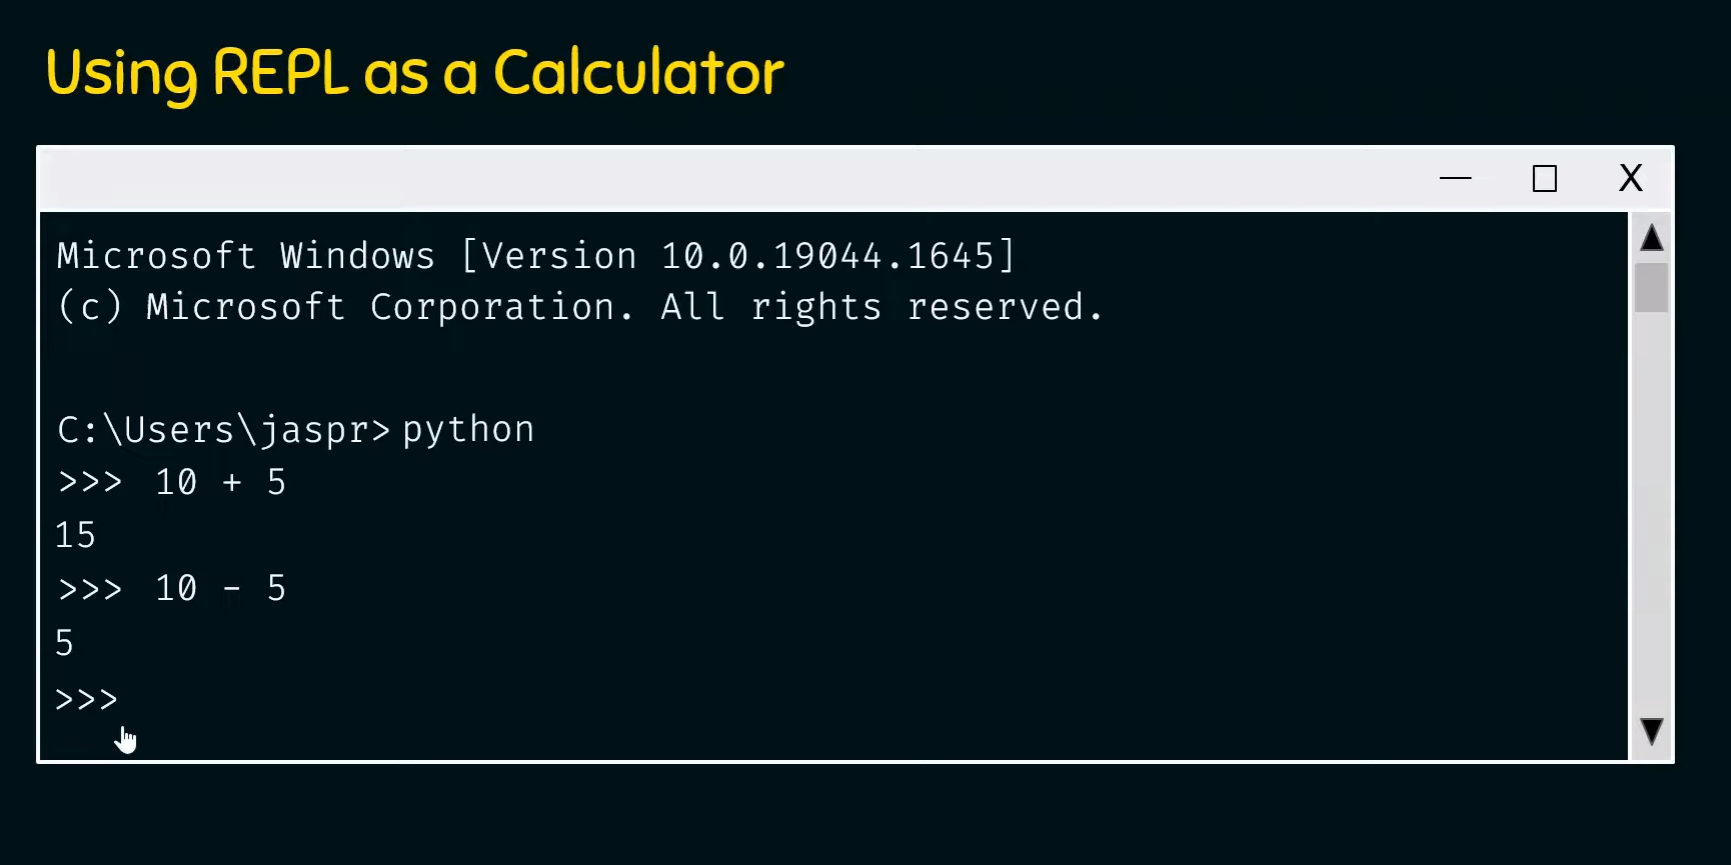 Using REPL as a Calculator
X
Microsoft Windows [Version 10.0.19044.1645]
(c) Microsoft Corporation. All rights reserved.
C:\Users\jaspr> python
>>> 10 + 5
15
>>> 10 - 5
5
>>>